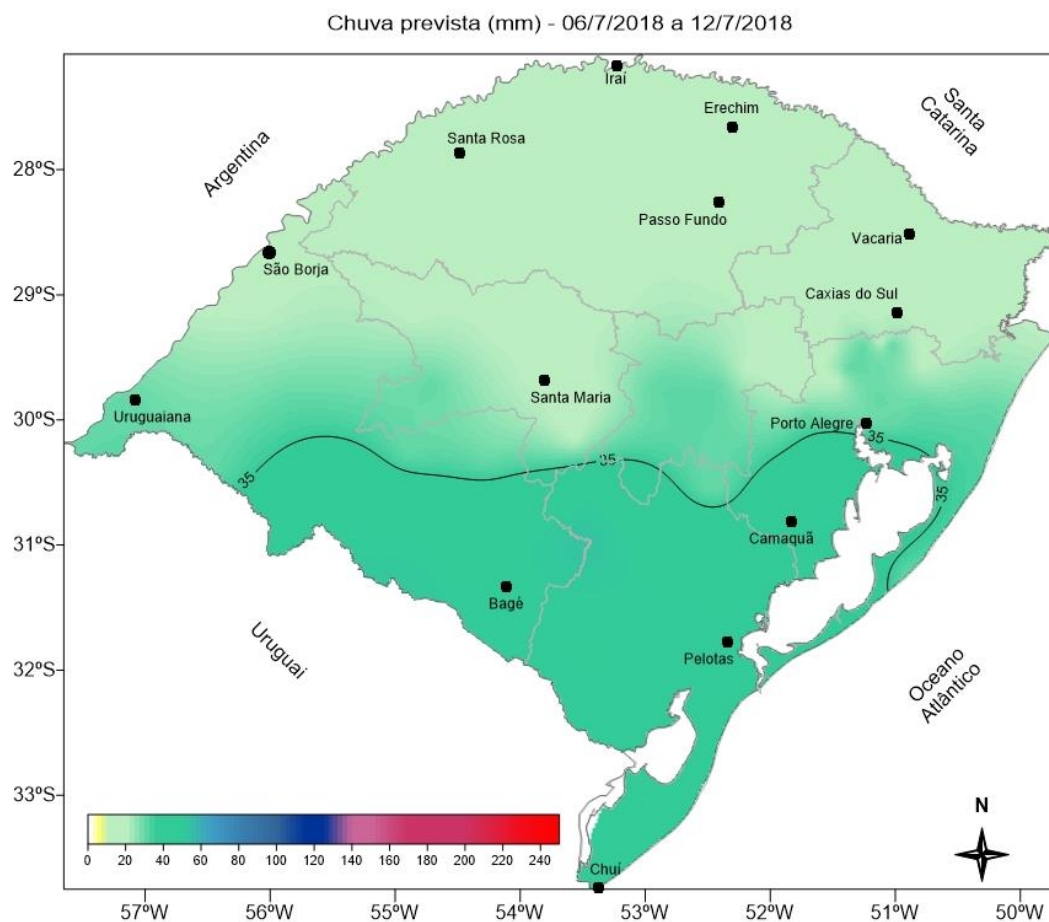 Chuva prevista (mm) - 06/7/2018 a 12/7/2018
Iraí
Erechim
Santa
Catarina
Santa Rosa
Argentina
28ºS
Passo Fundo
Vacaria
São Borja
29ºS
Caxias do Sul
Santa Maria
Uruguaiana
30ºS
Porto Alegre
35
35
35
35
Camaquã
31ºS
Bagé
Uruguai
Pelotas
32ºS
Oceano
Atlântico
33ºS
N
0 20 40 60 80 100 120 140 160 180 200 220 240
Chuí
57ºW 56ºW 55ºW 54ºW 53ºW 52ºW 51ºW 50ºW